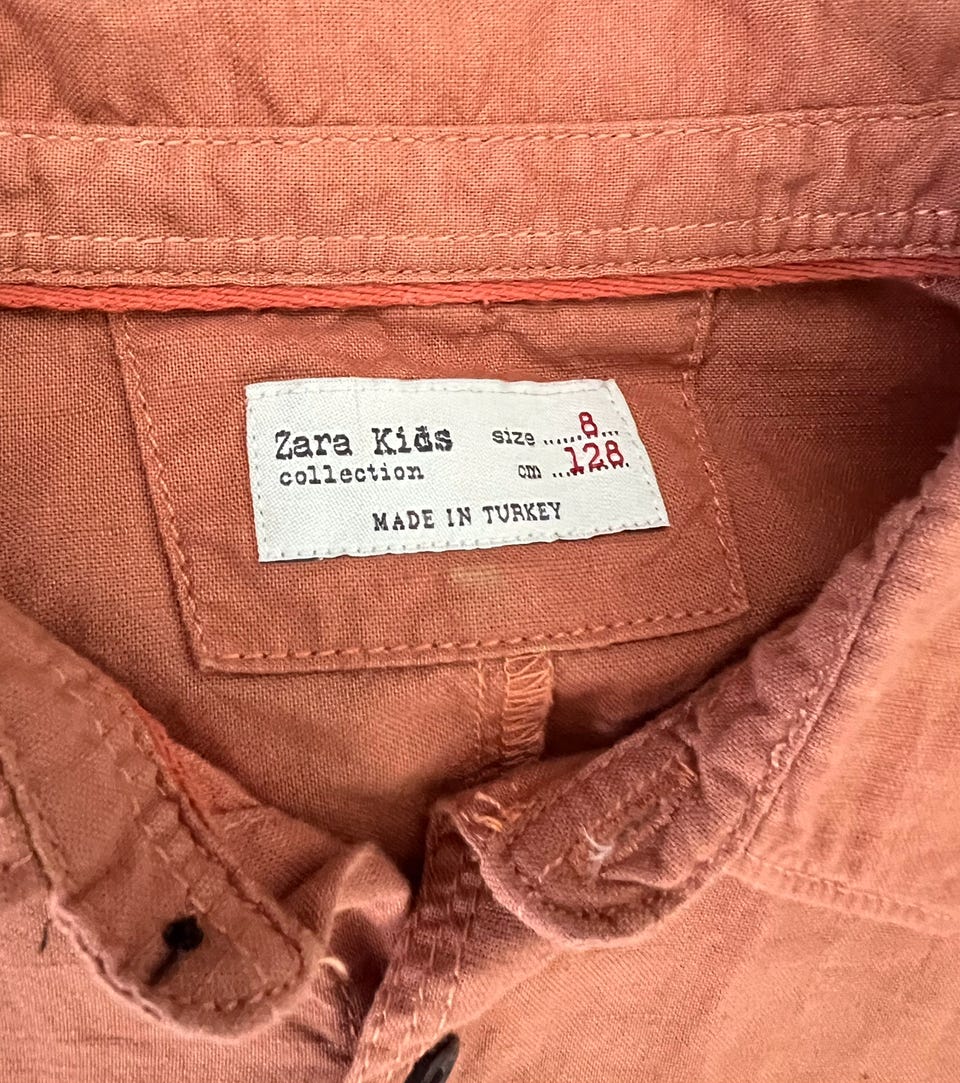 Zara Kids
collection
size ......8...
cm ...128...
MADE IN TURKEY